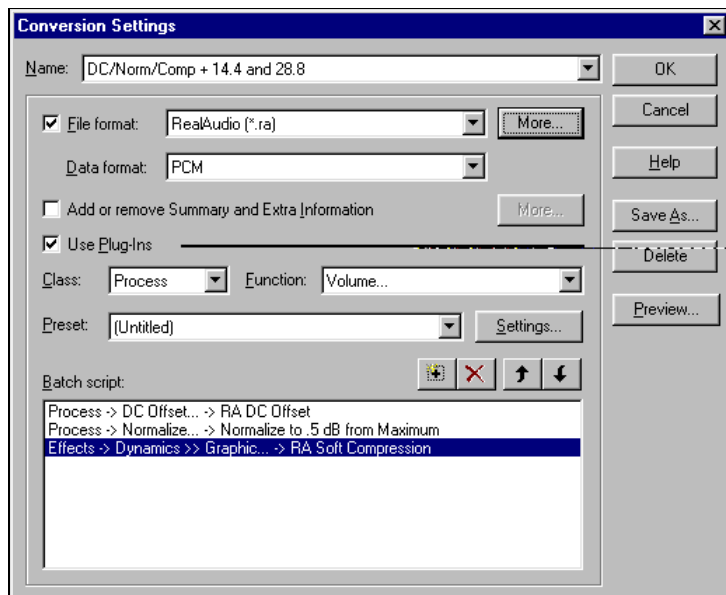 Conversion Settings
Name: DC/Norm/Comp + 14.4 and 28.8
OK
File format: RealAudio (*.ra) More...
Cancel
Data format: PCM
Help
Add or remove Summary and Extra Information More...
Save As...
Use Plug-Ins
Delete
Class: Process Function: Volume...
Preview...
Preset: (Untitled) Settings...
Batch script:
Process -> DC Offset... -> RA DC Offset
Process -> Normalize... -> Normalize to .5 dB from Maximum
Effects -> Dynamics >> Graphic... -> RA Soft Compression